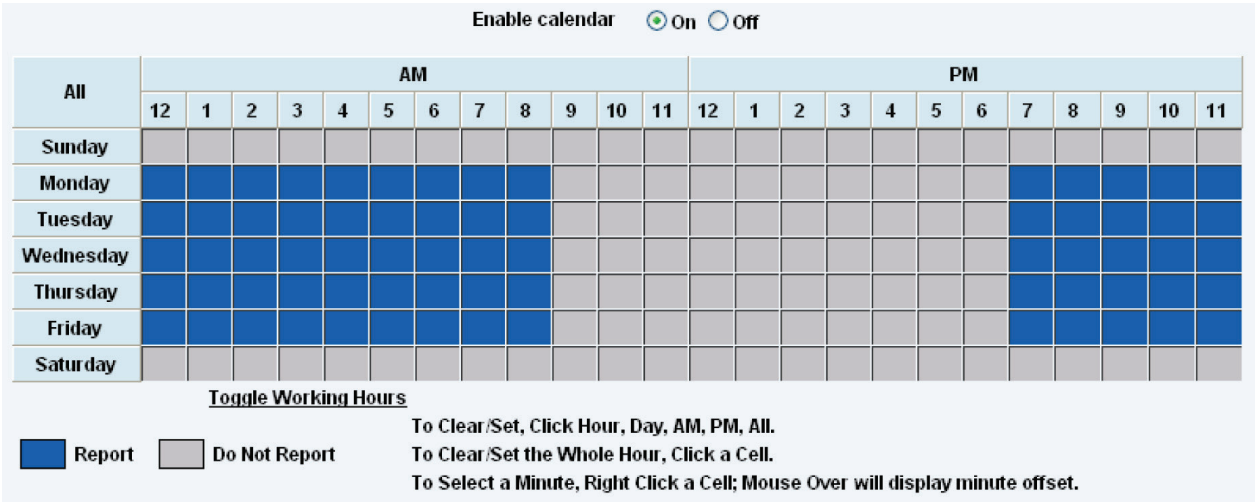 Enable calendar On Off
All AM PM
12 1 2 3 4 5 6 7 8 9 10 11 12 1 2 3 4 5 6 7 8 9 10 11
Sunday
Monday
Tuesday
Wednesday
Thursday
Friday
Saturday
Toggle Working Hours
To Clear/Set, Click Hour, Day, AM, PM, All.
Report Do Not Report To Clear/Set the Whole Hour, Click a Cell.
To Select a Minute, Right Click a Cell; Mouse Over will display minute offset.